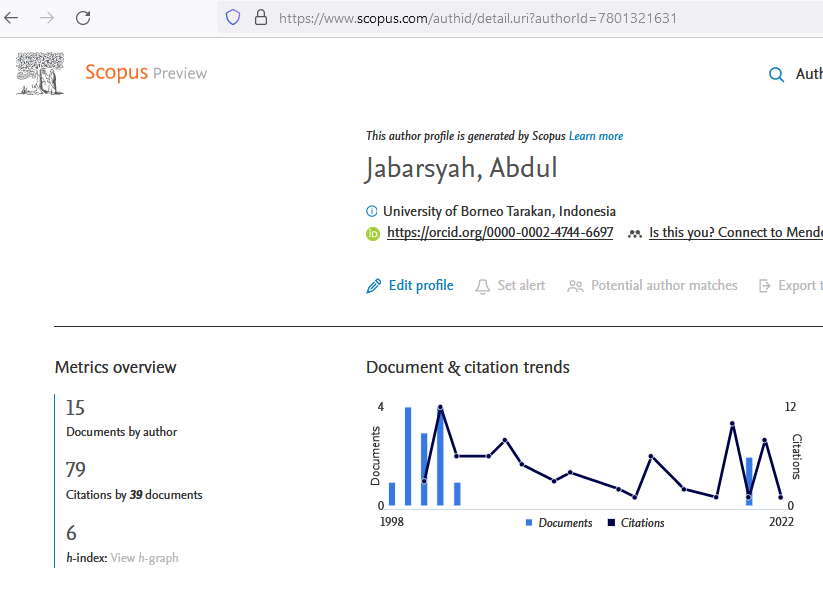 https://www.scopus.com/authid/detail.uri?authorId=7801321631
Scopus Preview
Auth
This author profile is generated by Scopus Learn more
Jabarsyah, Abdul
University of Borneo Tarakan, Indonesia
iD https://orcid.org/0000-0002-4744-6697 Is this you? Connect to Mende
Edit profile Set alert Potential author matches Export t
Metrics overview
15
Documents by author
79
Citations by 39 documents
6
h-index: View h-graph
Document & citation trends
4 12
Documents Citations
0 0
1998 2022
Documents Citations